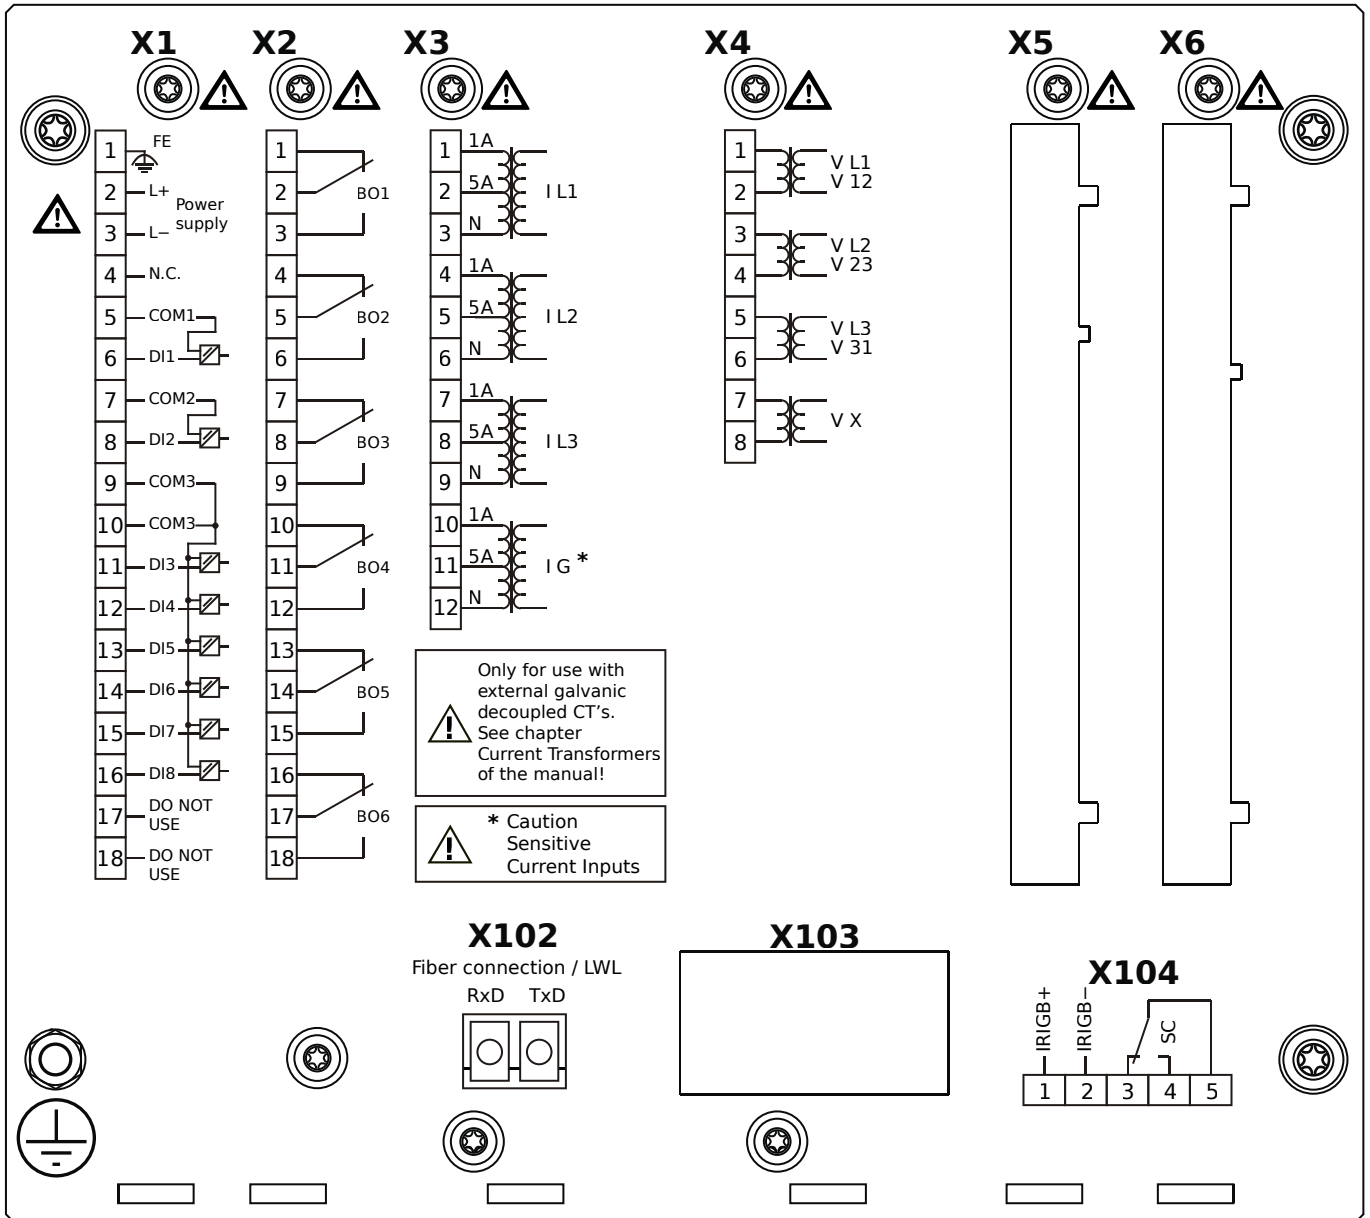 X1
X2
X3
X4
X5
X6
1 FE
2 L+
Power
supply
3 L−
4 N.C.
5 COM1
6 DI1
7 COM2
8 DI2
9 COM3
10 COM3
11 DI3
12 DI4
13 DI5
14 DI6
15 DI7
16 DI8
17 DO NOT
USE
18 DO NOT
USE
1
2 BO1
3
4
5 BO2
6
7
8 BO3
9
10
11 BO4
12
13
14 BO5
15
16
17 BO6
18
1 1A
2 5A I L1
3 N
4 1A
5 5A I L2
6 N
7 1A
8 5A I L3
9 N
10 1A
11 5A I G *
12 N
Only for use with
external galvanic
decoupled CT's.
See chapter
Current Transformers
of the manual!
* Caution
Sensitive
Current Inputs
1 V L1
2 V 12
3 V L2
4 V 23
5 V L3
6 V 31
7 V X
8
X102
Fiber connection / LWL
RxD TxD
X103
X104
IRIGB+
IRIGB−
SC
1 2 3 4 5